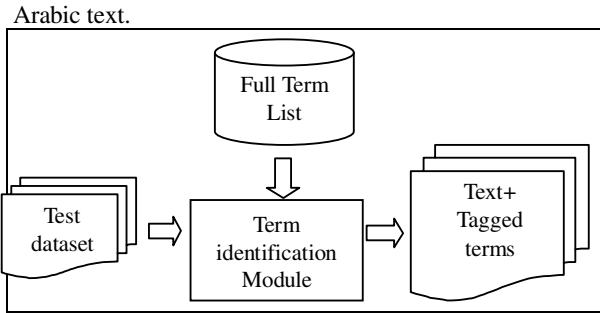 Arabic text.
Full Term
List
Test
dataset
Term
identification
Module
Text+
Tagged
terms